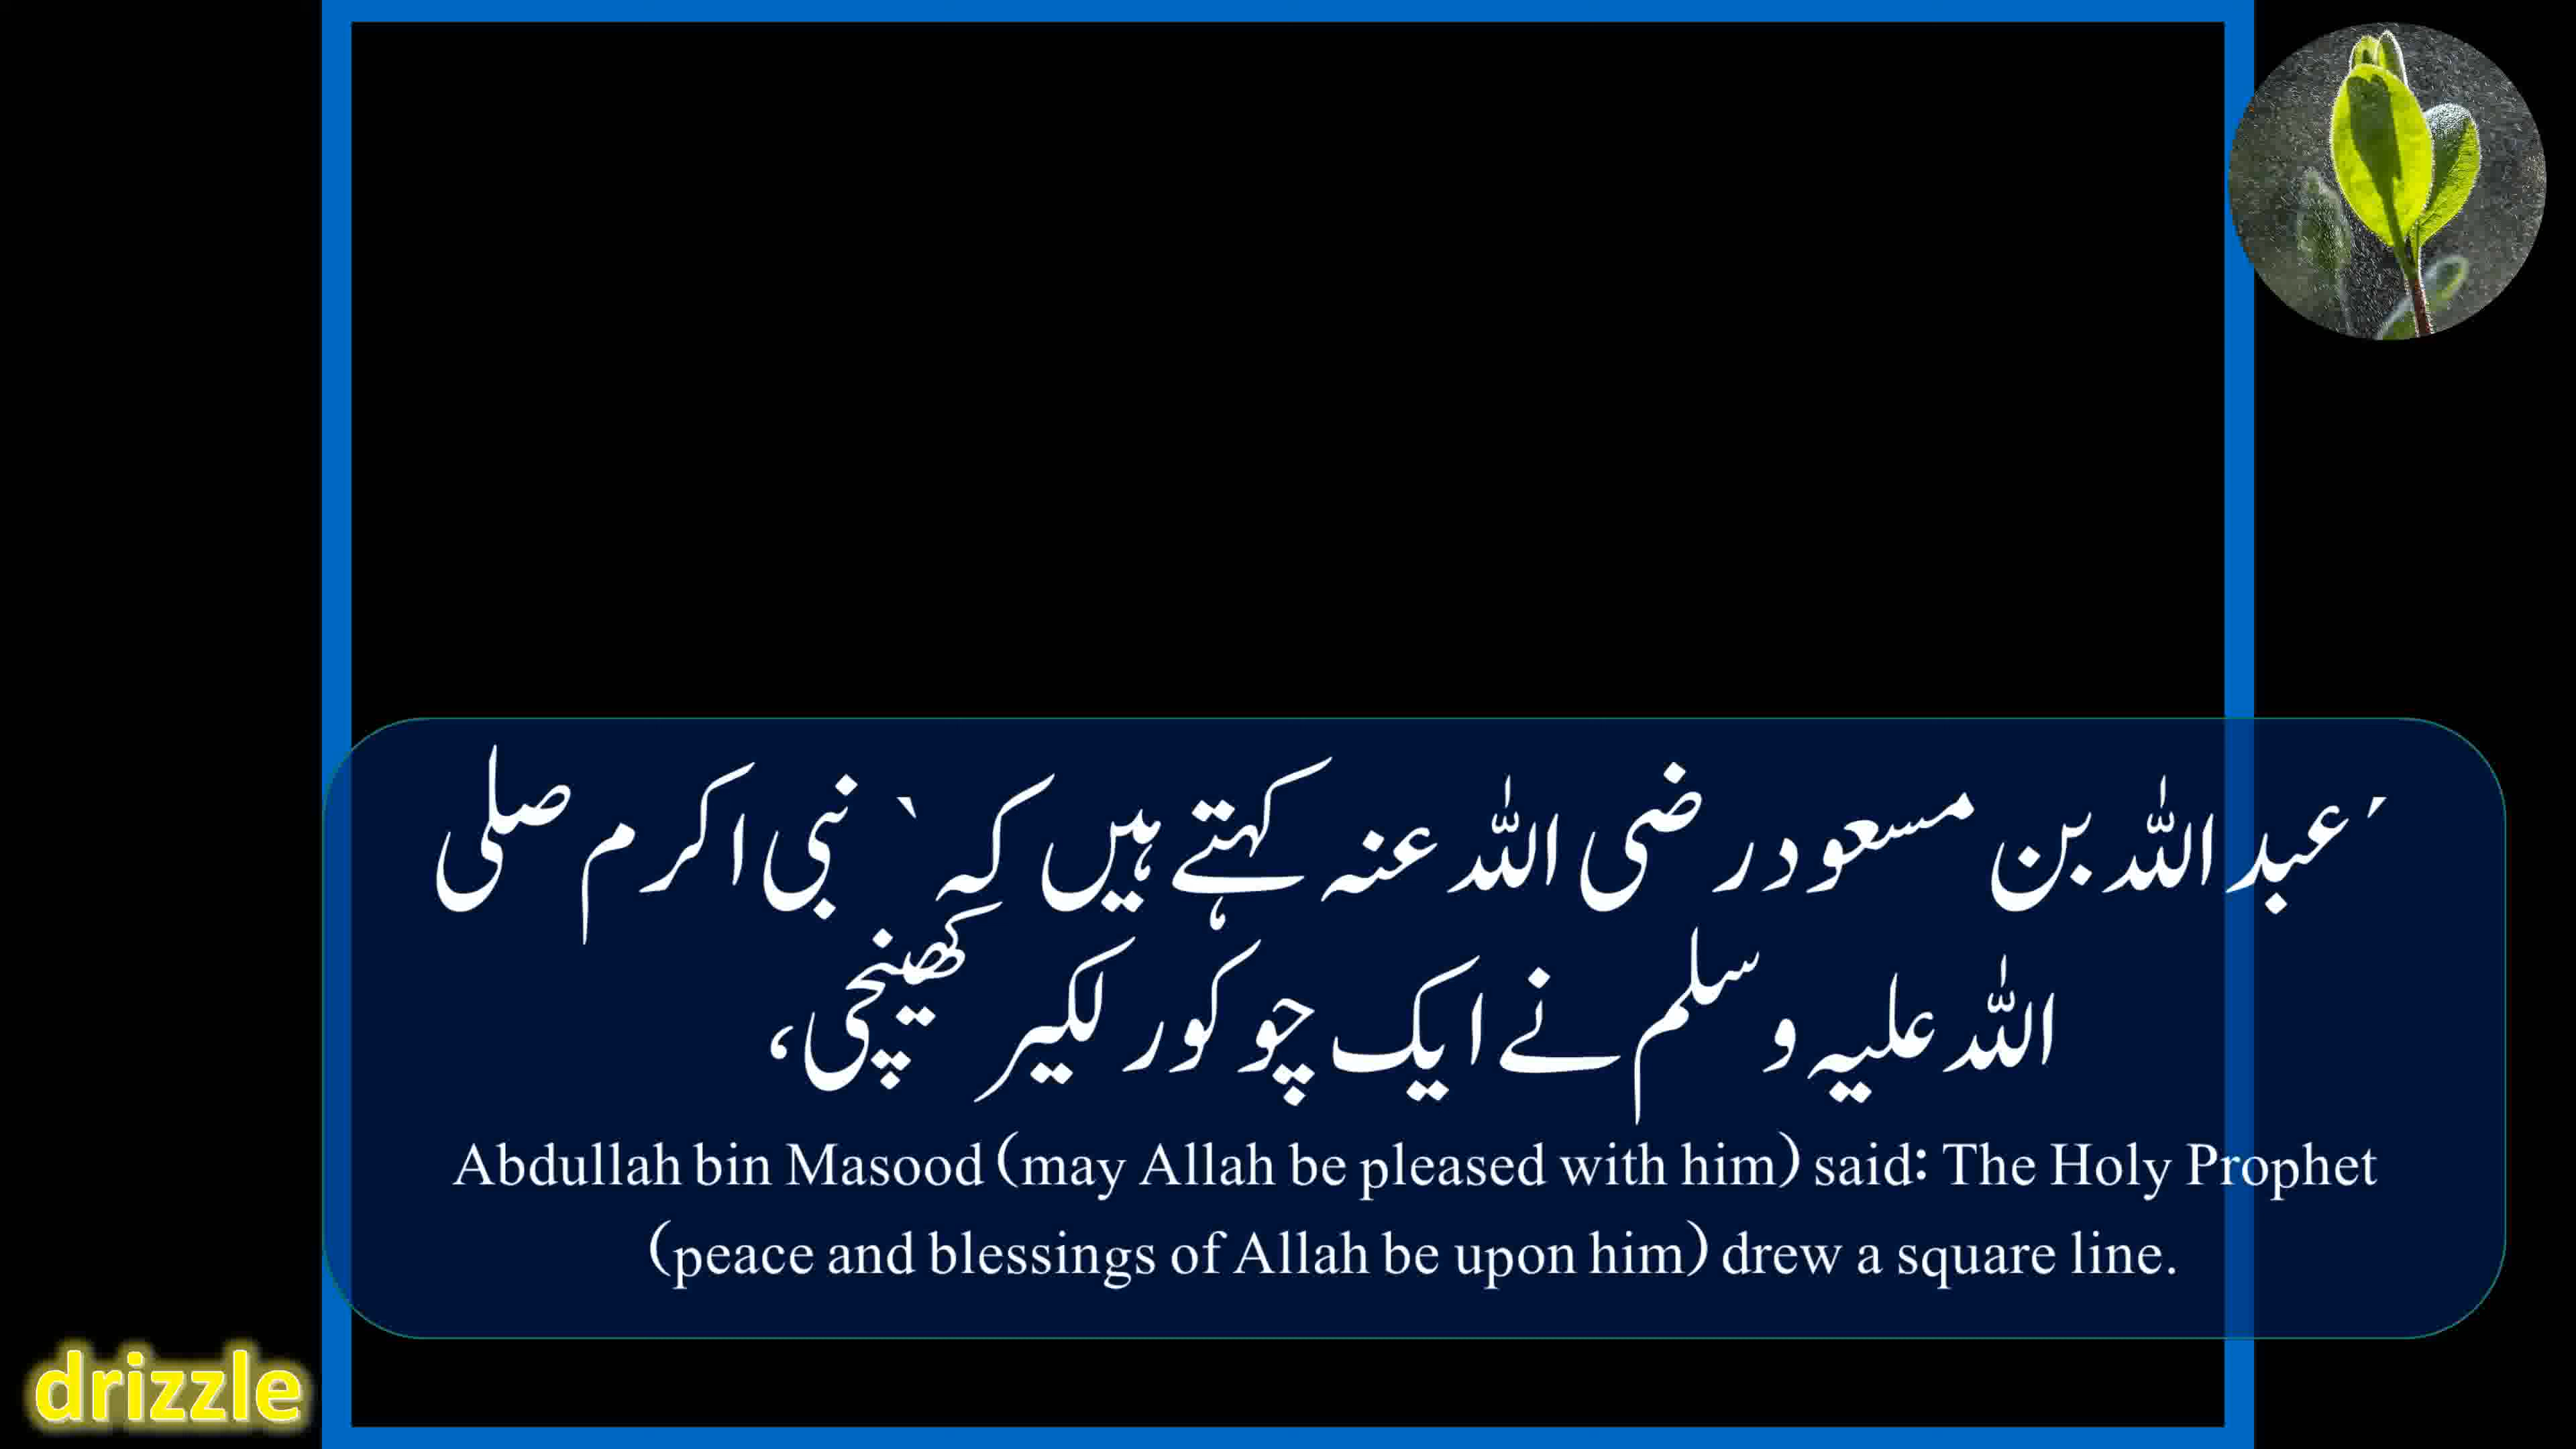 ´عبد اللہ بن مسعود رضی اللہ عنہ کہتے ہیں کہ ` نبی اکرم صلی
اللہ علیہ وسلم نے ایک چوکور لکیر کھینچی،
Abdullah bin Masood (may Allah be pleased with him) said: The Holy Prophet
(peace and blessings of Allah be upon him) drew a square line.
drizzle